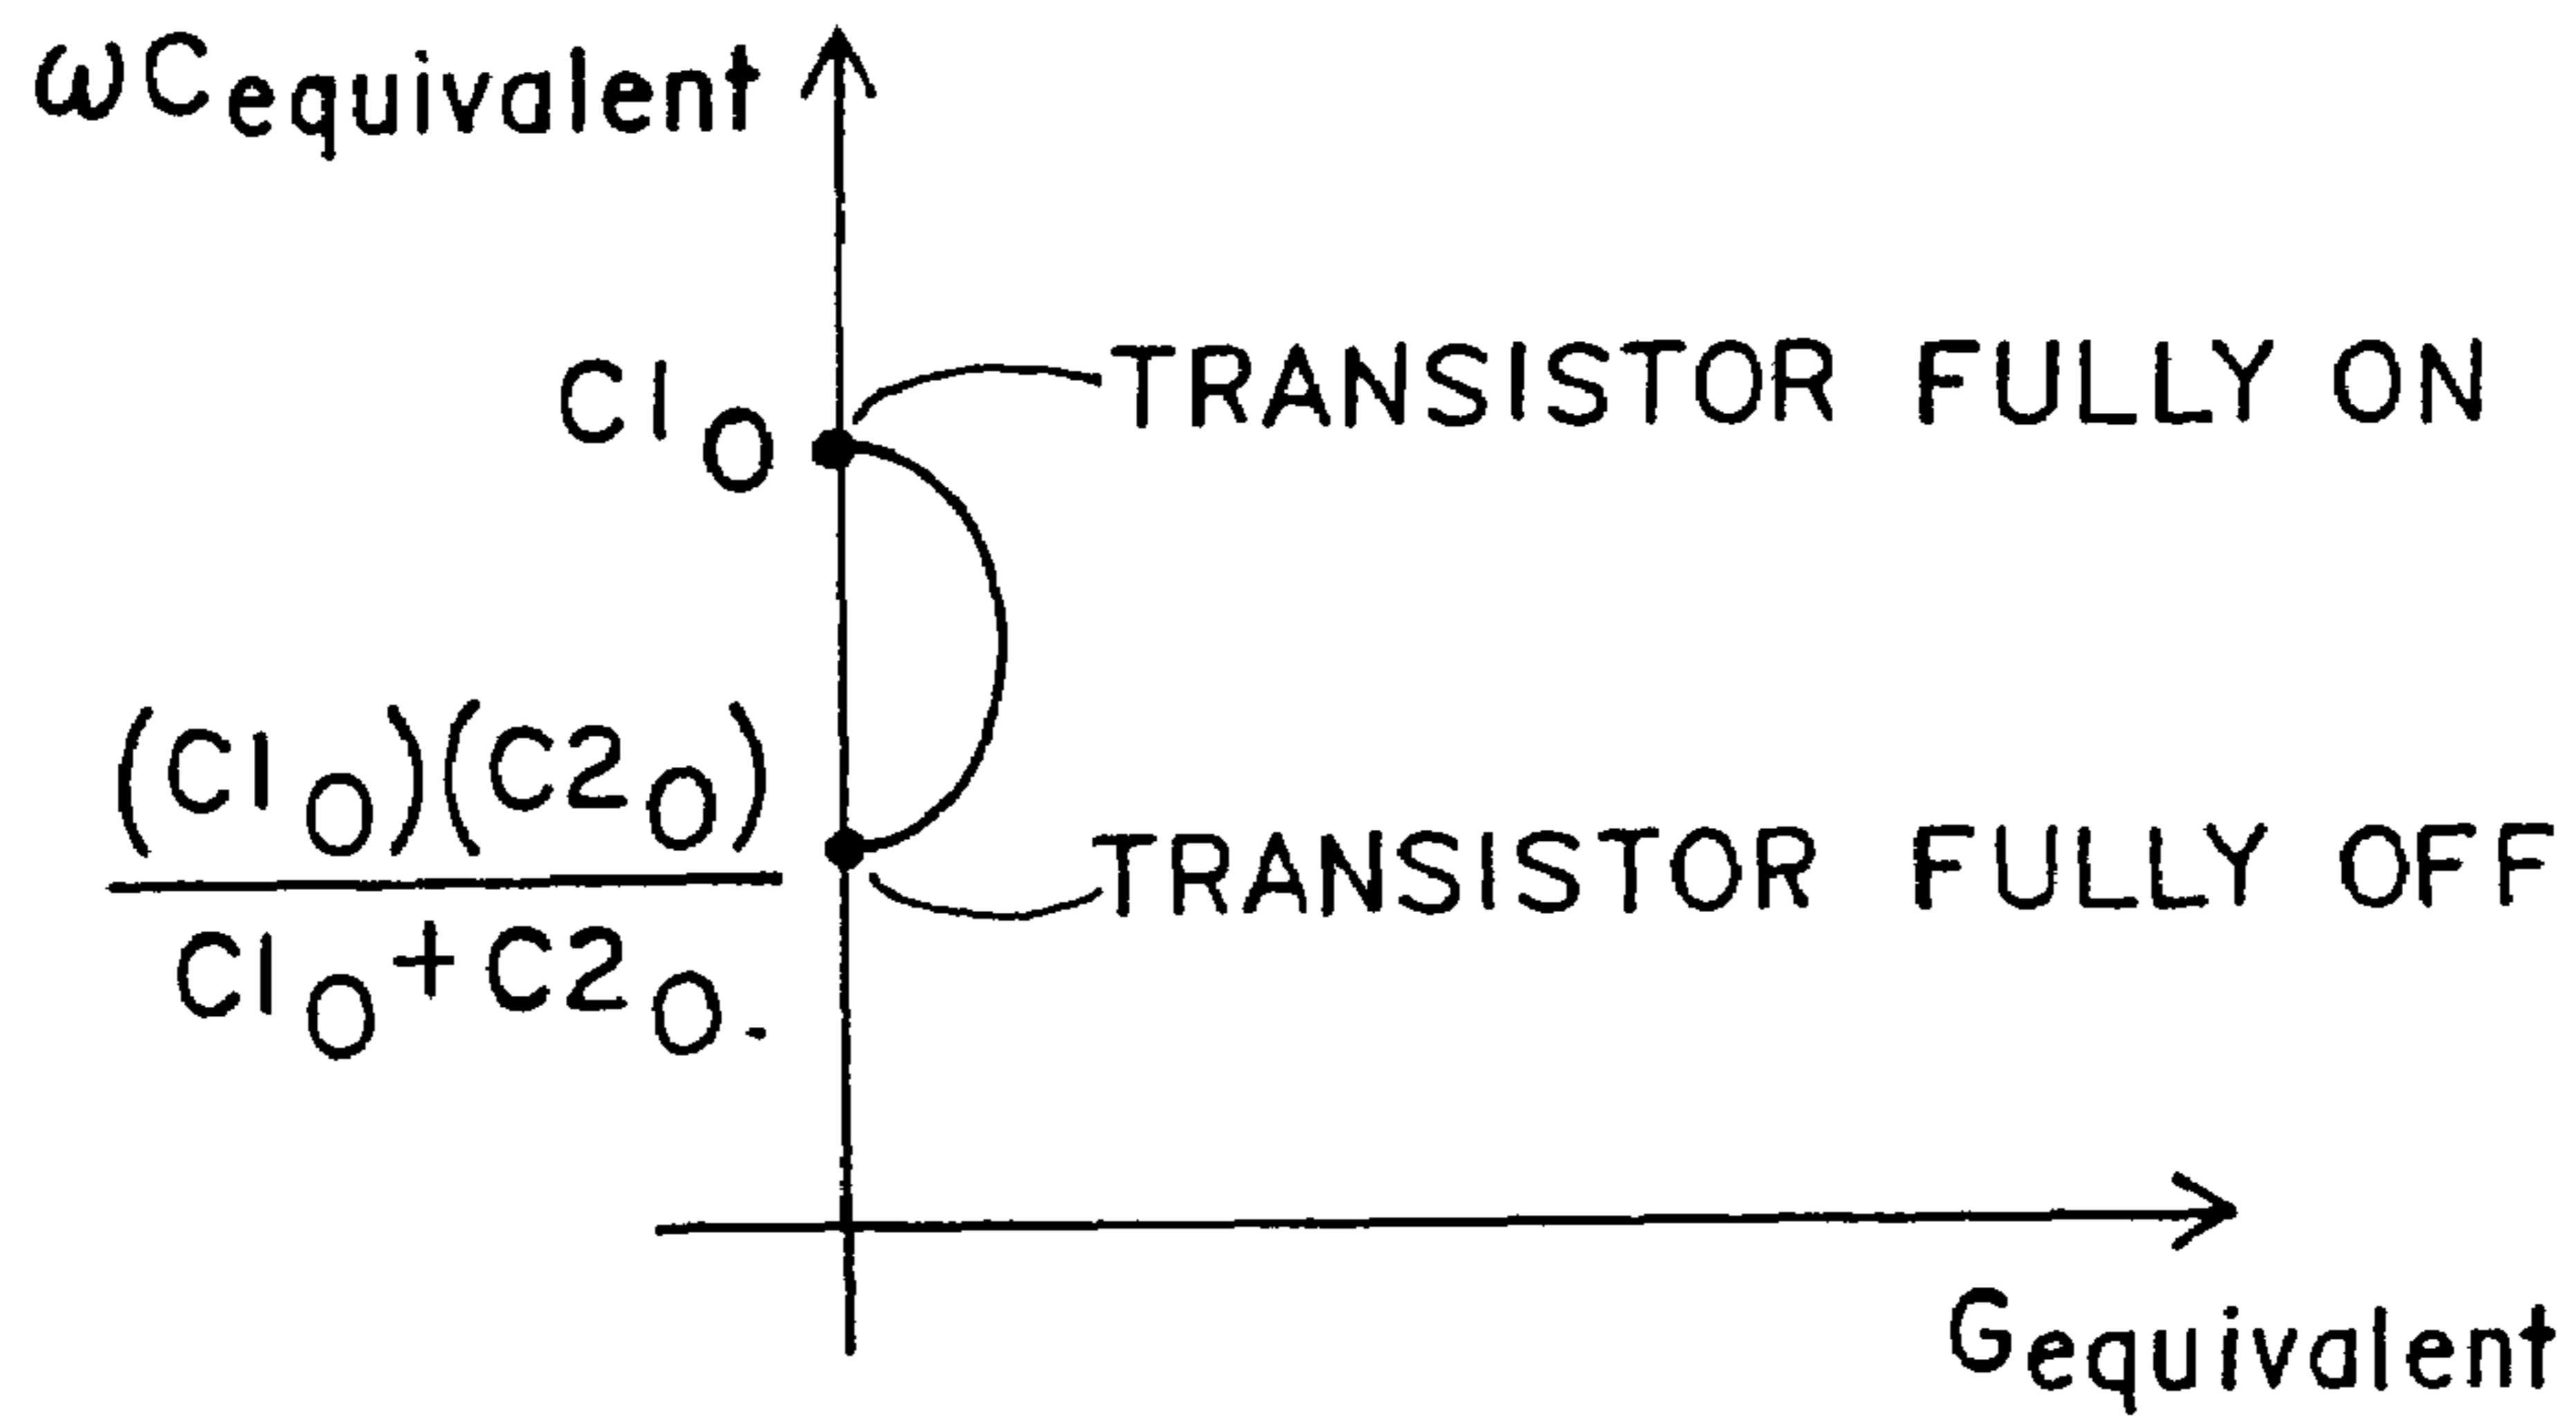 ωCequivalent
C1O
TRANSISTOR FULLY ON
(C1O)(C2O)
C1O+C2O.
TRANSISTOR FULLY OFF
Gequivalent